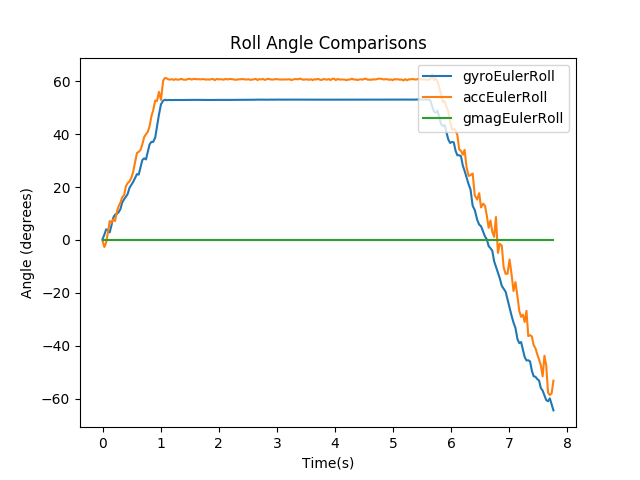 Roll Angle Comparisons
gyroEulerRoll
accEulerRoll
gmagEulerRoll
Angle (degrees)
60
40
20
0
−20
−40
−60
0 1 2 3 4 5 6 7 8
Time(s)